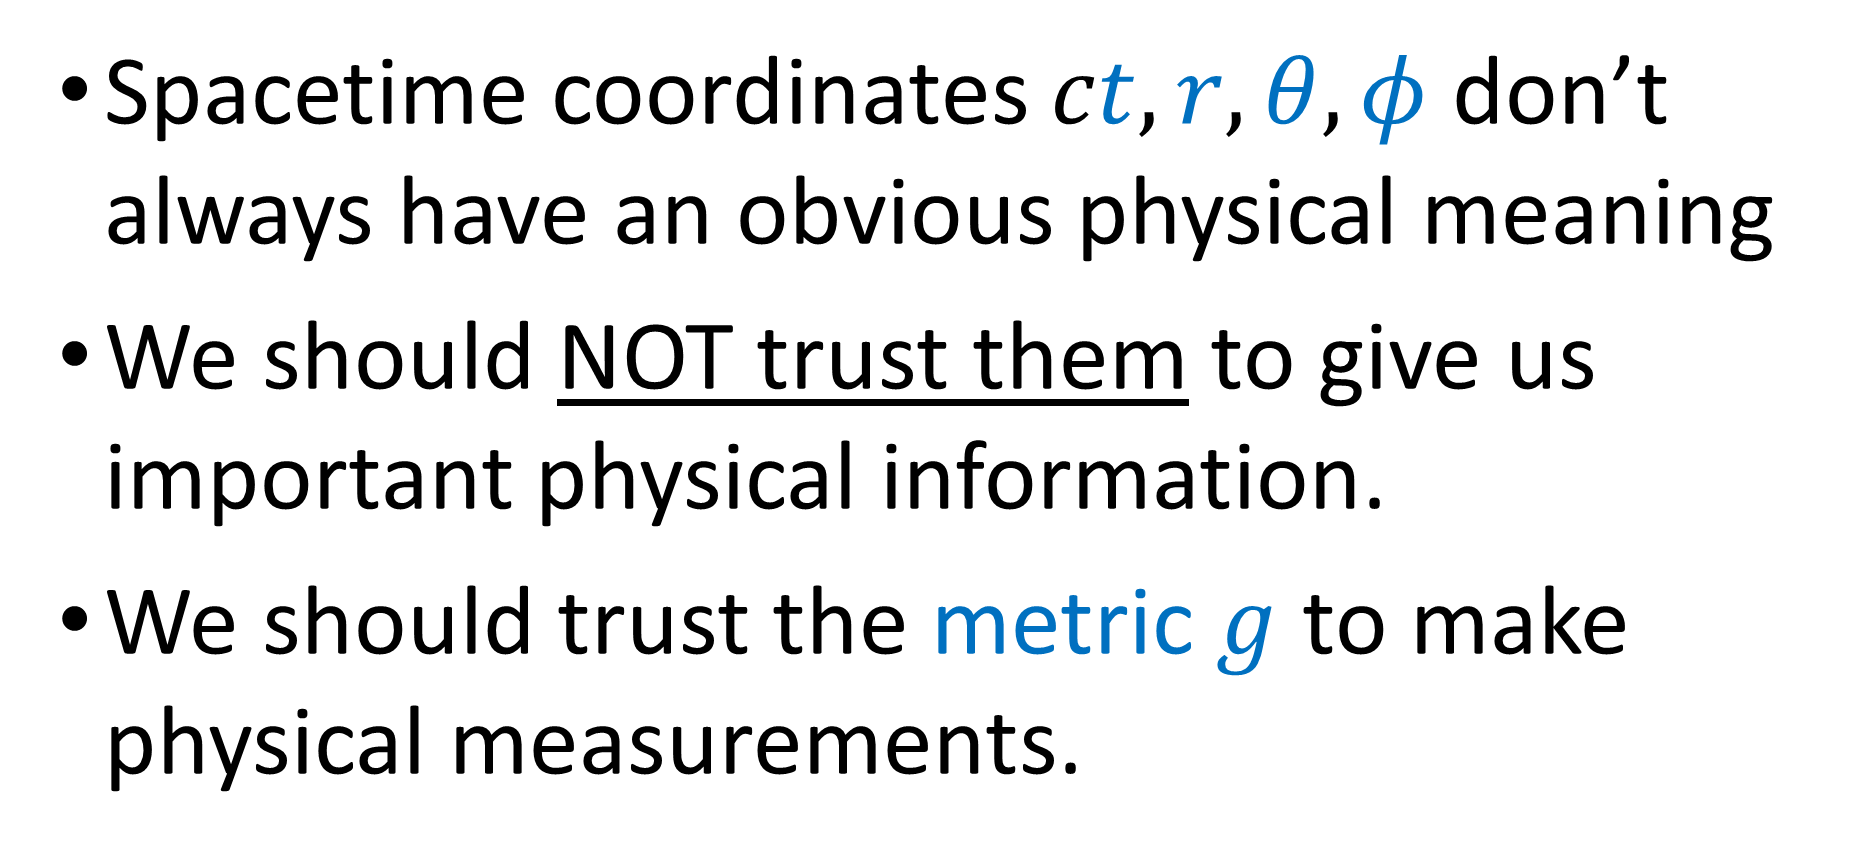 • Spacetime coordinates ct, r, θ, ϕ don’t
always have an obvious physical meaning
• We should NOT trust them to give us
important physical information.
• We should trust the metric g to make
physical measurements.